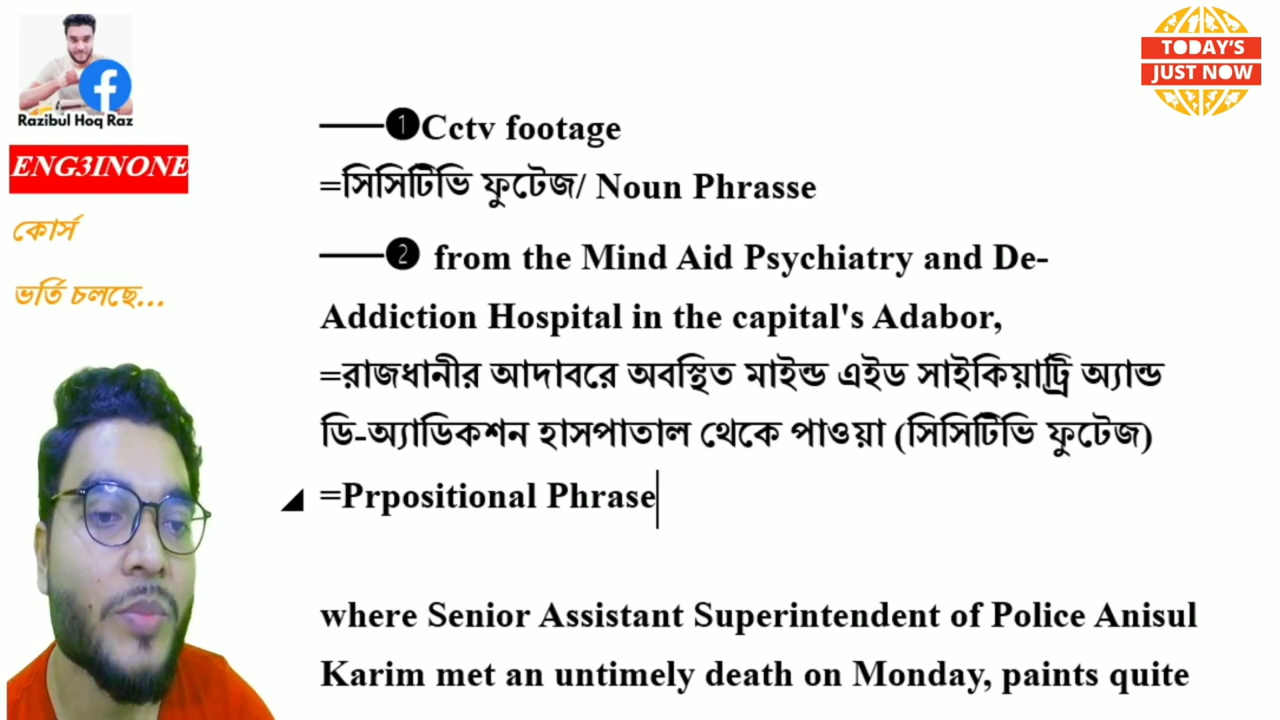 Razibul Hoq Raz
ENG3INONE
কোর্স
ভর্তি চলছে...
TODAY'S
JUST NOW
——❶Cctv footage
=সিসিটিভি ফুটেজ/ Noun Phrasse
——❷ from the Mind Aid Psychiatry and De-
Addiction Hospital in the capital's Adabor,
=রাজধানীর আদাবরে অবস্থিত মাইন্ড এইড সাইকিয়াট্রি অ্যান্ড
ডি-অ্যাডিকশন হাসপাতাল থেকে পাওয়া (সিসিটিভি ফুটেজ)
=Prpositional Phrase
where Senior Assistant Superintendent of Police Anisul
Karim met an untimely death on Monday, paints quite